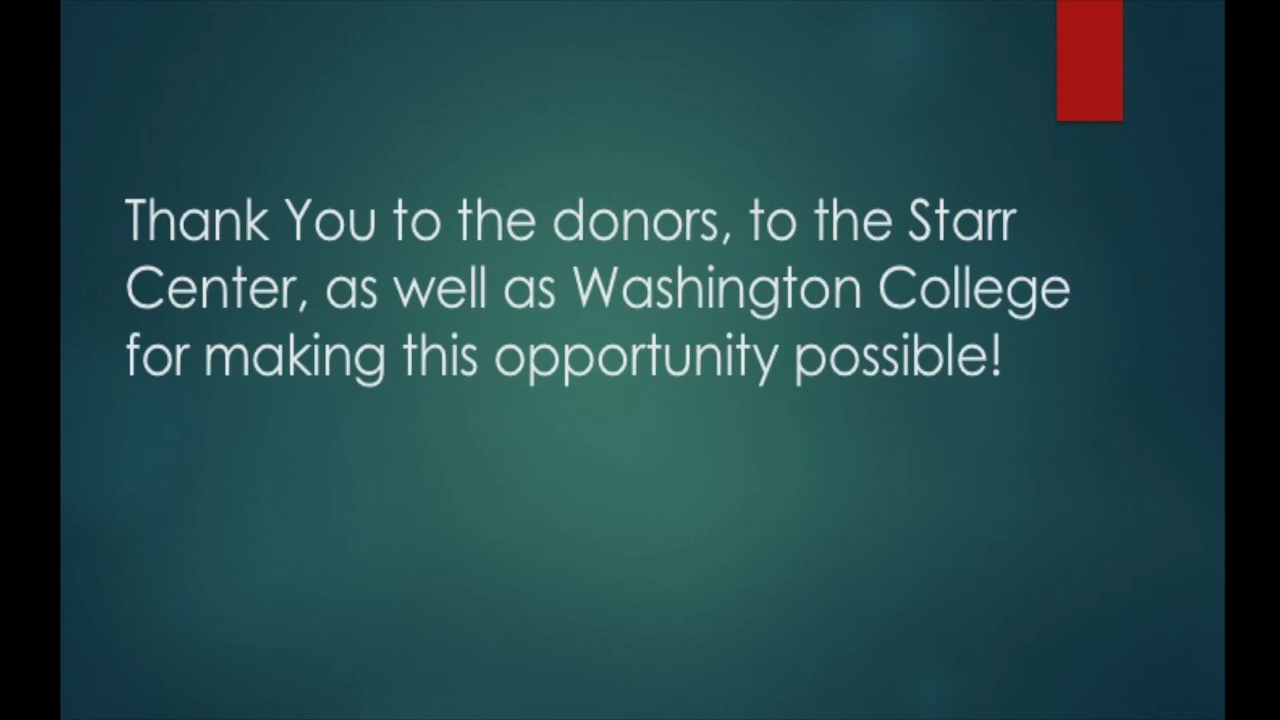 Thank You to the donors, to the Starr
Center, as well as Washington College
for making this opportunity possible!